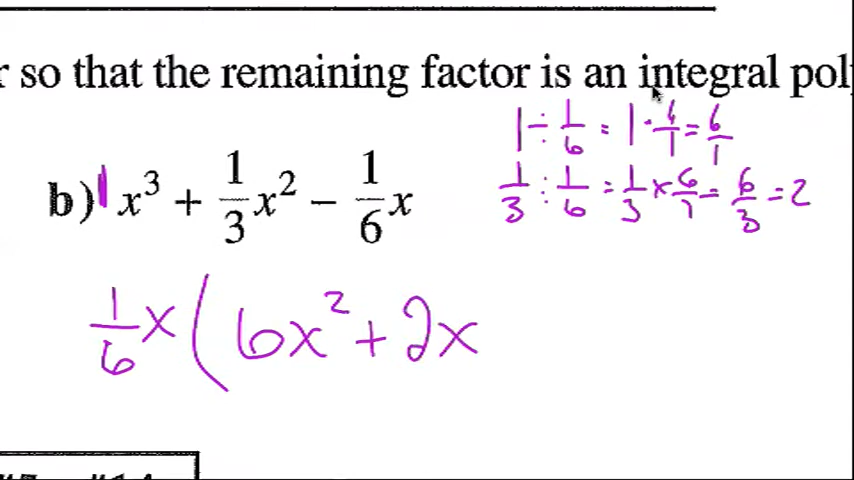 r so that the remaining factor is an integral pol
1 ÷ 1/6 = 1 · 6/1 = 6/1
b) 1x³ + 1/3x² − 1/6x
1/3 ÷ 1/6 = 1/3 × 6/1 = 6/3 = 2
1/6x(6x² + 2x